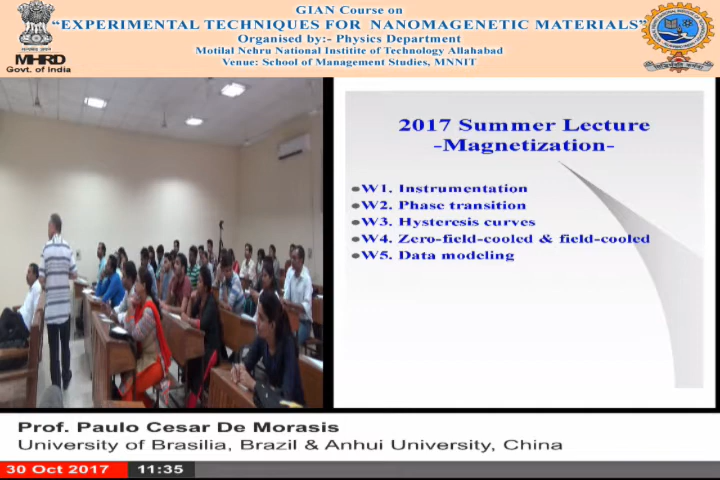 GIAN Course on
"EXPERIMENTAL TECHNIQUES FOR NANOMAGENETIC MATERIALS"
Organised by:- Physics Department
Motilal Nehru National Institite of Technology Allahabad
Venue: School of Management Studies, MNNIT
MHRD
Govt. of India
2017 Summer Lecture
-Magnetization-
W1. Instrumentation
W2. Phase transition
W3. Hysteresis curves
W4. Zero-field-cooled & field-cooled
W5. Data modeling
Prof. Paulo Cesar De Morasis
University of Brasilia, Brazil & Anhui University, China
30 Oct 2017 11:35